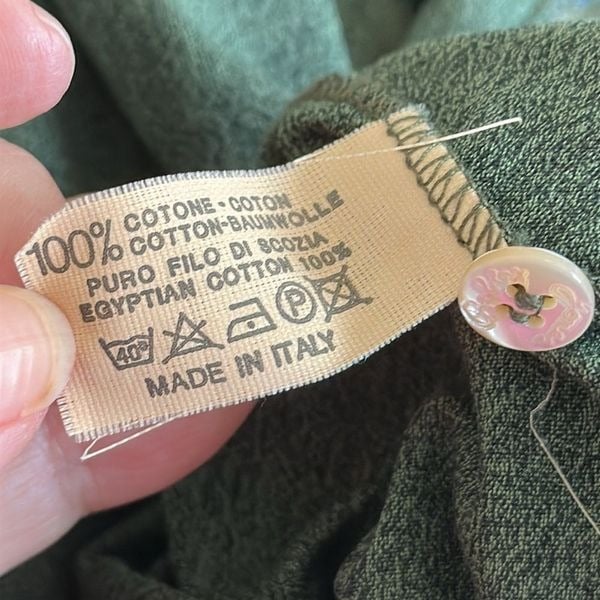 100% COTONE - COTON
COTTON-BAUMWOLLE
PURO FILO DI SCOZIA
EGYPTIAN COTTON 100%
40° P
MADE IN ITALY